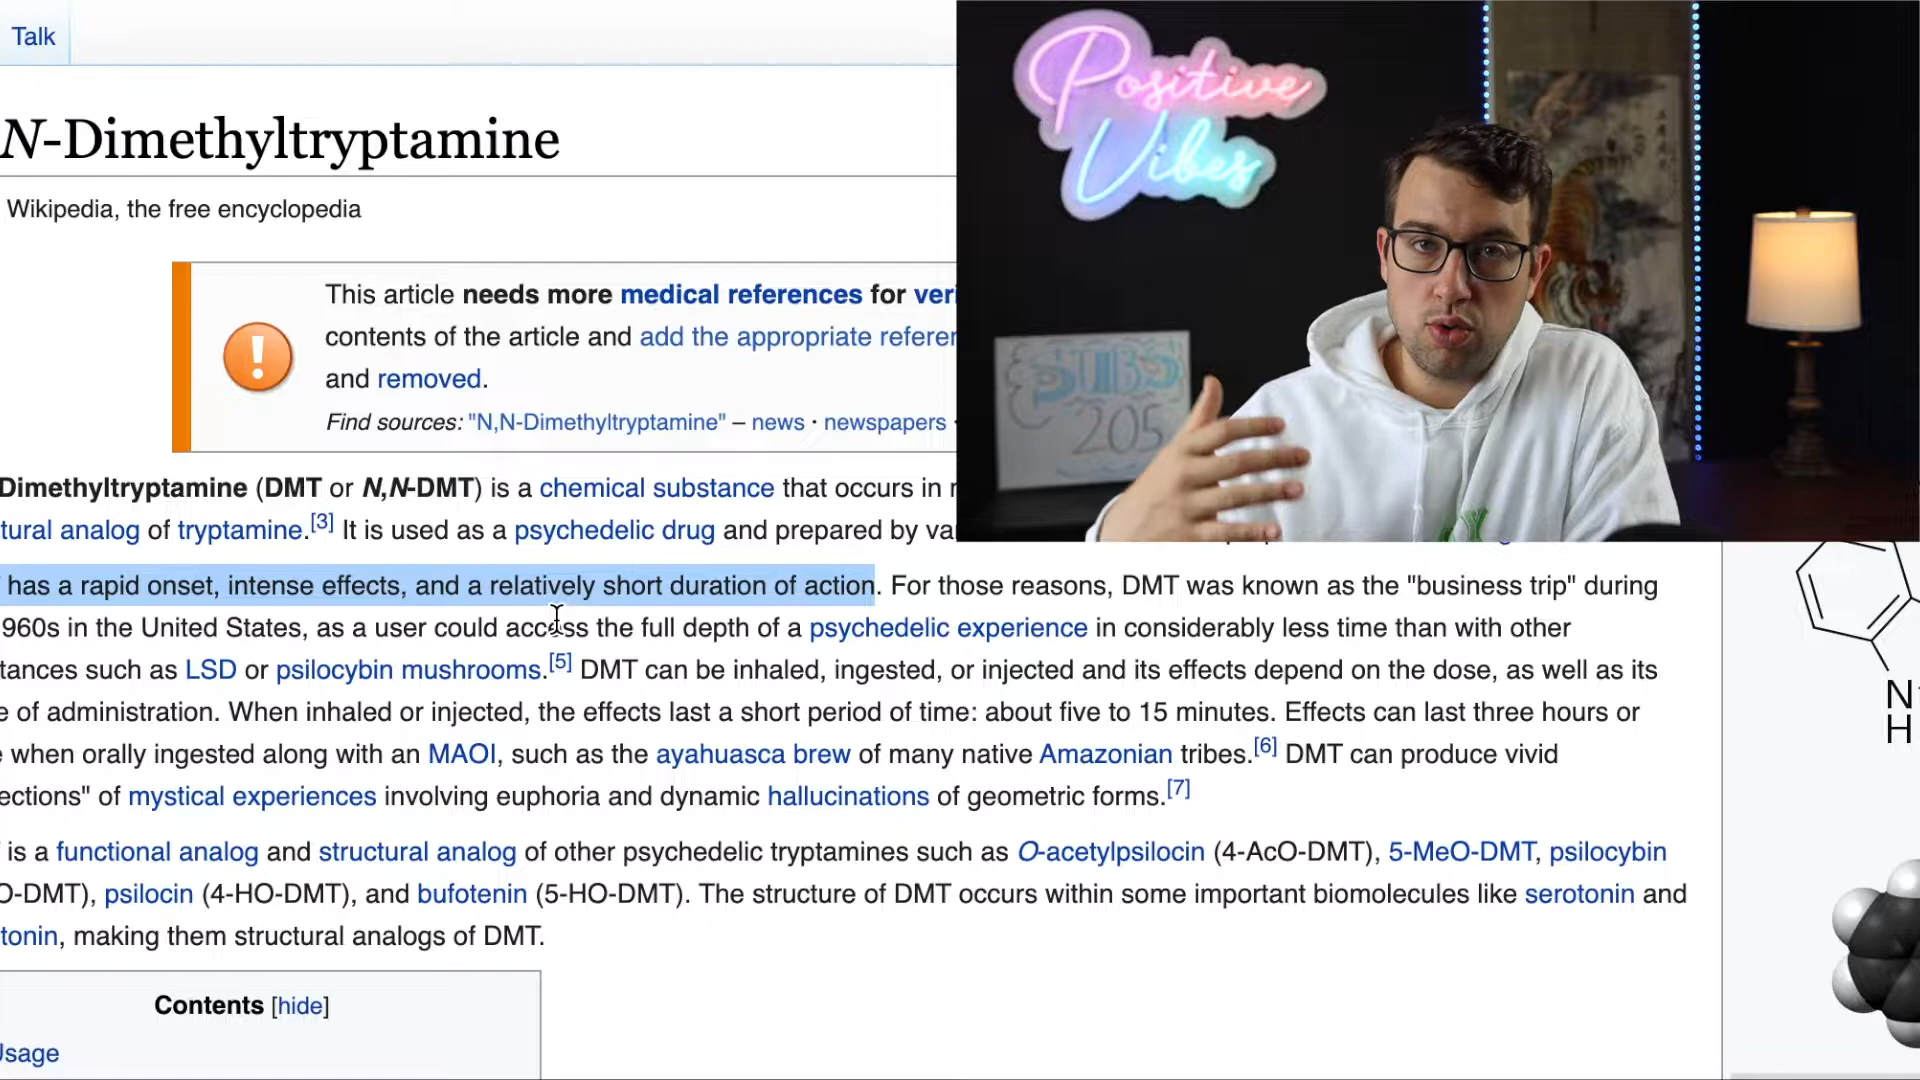 Talk
N-Dimethyltryptamine
Wikipedia, the free encyclopedia
This article needs more medical references for
contents of the article and add the appropriate
and removed.
Find sources: "N,N-Dimethyltryptamine" – news · newspapers ·
Dimethyltryptamine (DMT or N,N-DMT) is a chemical substance that occurs in
analog of tryptamine.[3] It is used as a psychedelic drug and prepared by
has a rapid onset, intense effects, and a relatively short duration of action. For those reasons, DMT was known as the "business trip" during
960s in the United States, as a user could access the full depth of a psychedelic experience in considerably less time than with other
such as LSD or psilocybin mushrooms.[5] DMT can be inhaled, ingested, or injected and its effects depend on the dose, as well as its
of administration. When inhaled or injected, the effects last a short period of time: about five to 15 minutes. Effects can last three hours or
when orally ingested along with an MAOI, such as the ayahuasca brew of many native Amazonian tribes.[6] DMT can produce vivid
of mystical experiences involving euphoria and dynamic hallucinations of geometric forms.[7]
is a functional analog and structural analog of other psychedelic tryptamines such as O-acetylpsilocin (4-AcO-DMT), 5-MeO-DMT, psilocybin
O-DMT), psilocin (4-HO-DMT), and bufotenin (5-HO-DMT). The structure of DMT occurs within some important biomolecules like serotonin and
tonin, making them structural analogs of DMT.
Contents [hide]
Usage
Positive
Vibes
SUBS
205
N
H